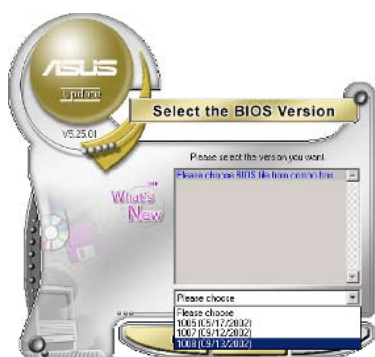 ASUS
Update
V5.25.01
Select the BIOS Version
Please select the version you want.
Please choose BIOS file from combo box.
What's
New
Please choose
Please choose
1005 (05/17/2002)
1007 (09/12/2002)
1008 (09/13/2002)